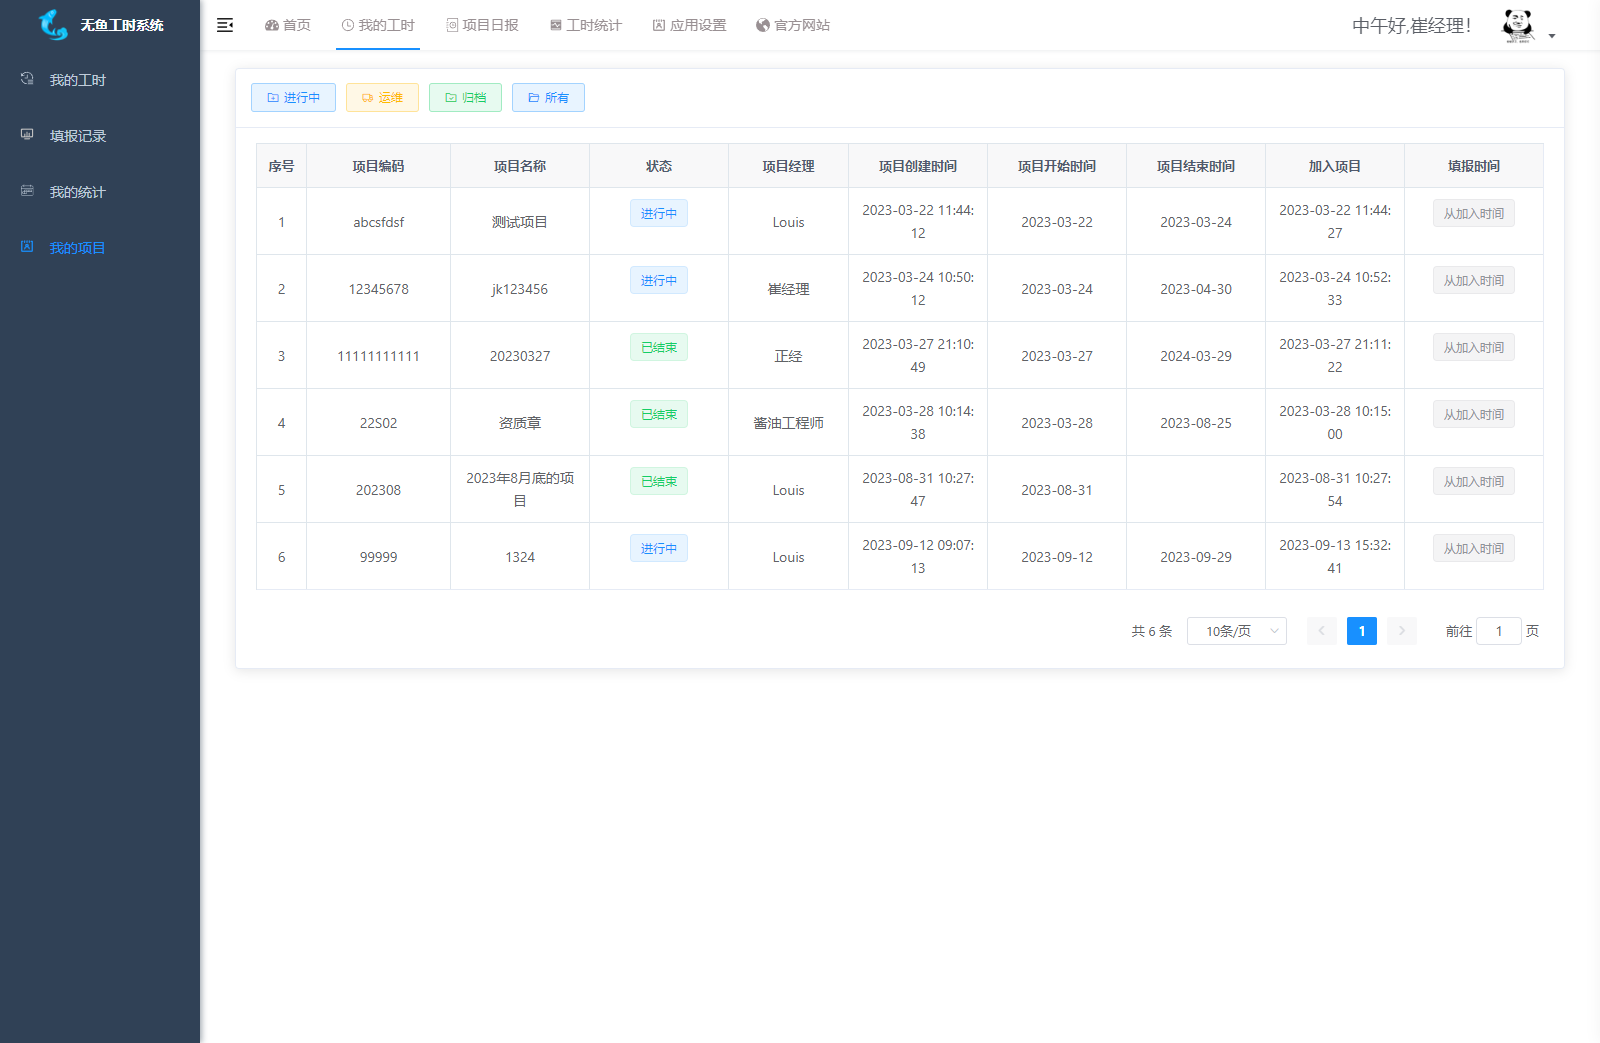 无鱼工时系统
首页 我的工时 项目日报 工时统计 应用设置 官方网站
中午好,崔经理!
我的工时
填报记录
我的统计
我的项目
进行中 运维 归档 所有
序号 项目编码 项目名称 状态 项目经理 项目创建时间 项目开始时间 项目结束时间 加入项目 填报时间
1 abcsfdsf 测试项目 进行中 Louis 2023-03-22 11:44:12 2023-03-22 2023-03-24 2023-03-22 11:44:27 从加入时间
2 12345678 jk123456 进行中 崔经理 2023-03-24 10:50:12 2023-03-24 2023-04-30 2023-03-24 10:52:33 从加入时间
3 11111111111 20230327 已结束 正经 2023-03-27 21:10:49 2023-03-27 2024-03-29 2023-03-27 21:11:22 从加入时间
4 22S02 资质章 已结束 酱油工程师 2023-03-28 10:14:38 2023-03-28 2023-08-25 2023-03-28 10:15:00 从加入时间
5 202308 2023年8月底的项目 已结束 Louis 2023-08-31 10:27:47 2023-08-31 2023-08-31 10:27:54 从加入时间
6 99999 1324 进行中 Louis 2023-09-12 09:07:13 2023-09-12 2023-09-29 2023-09-13 15:32:41 从加入时间
共 6 条 10条/页 1 前往 1 页